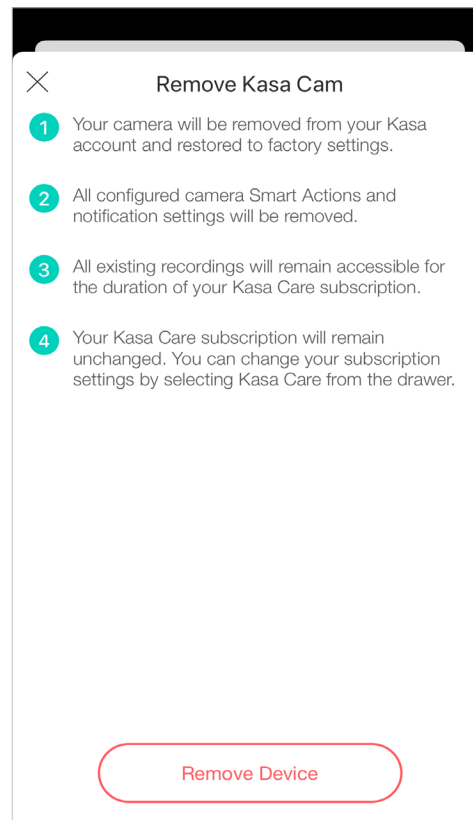 Remove Kasa Cam
1 Your camera will be removed from your Kasa
account and restored to factory settings.
2 All configured camera Smart Actions and
notification settings will be removed.
3 All existing recordings will remain accessible for
the duration of your Kasa Care subscription.
4 Your Kasa Care subscription will remain
unchanged. You can change your subscription
settings by selecting Kasa Care from the drawer.
Remove Device